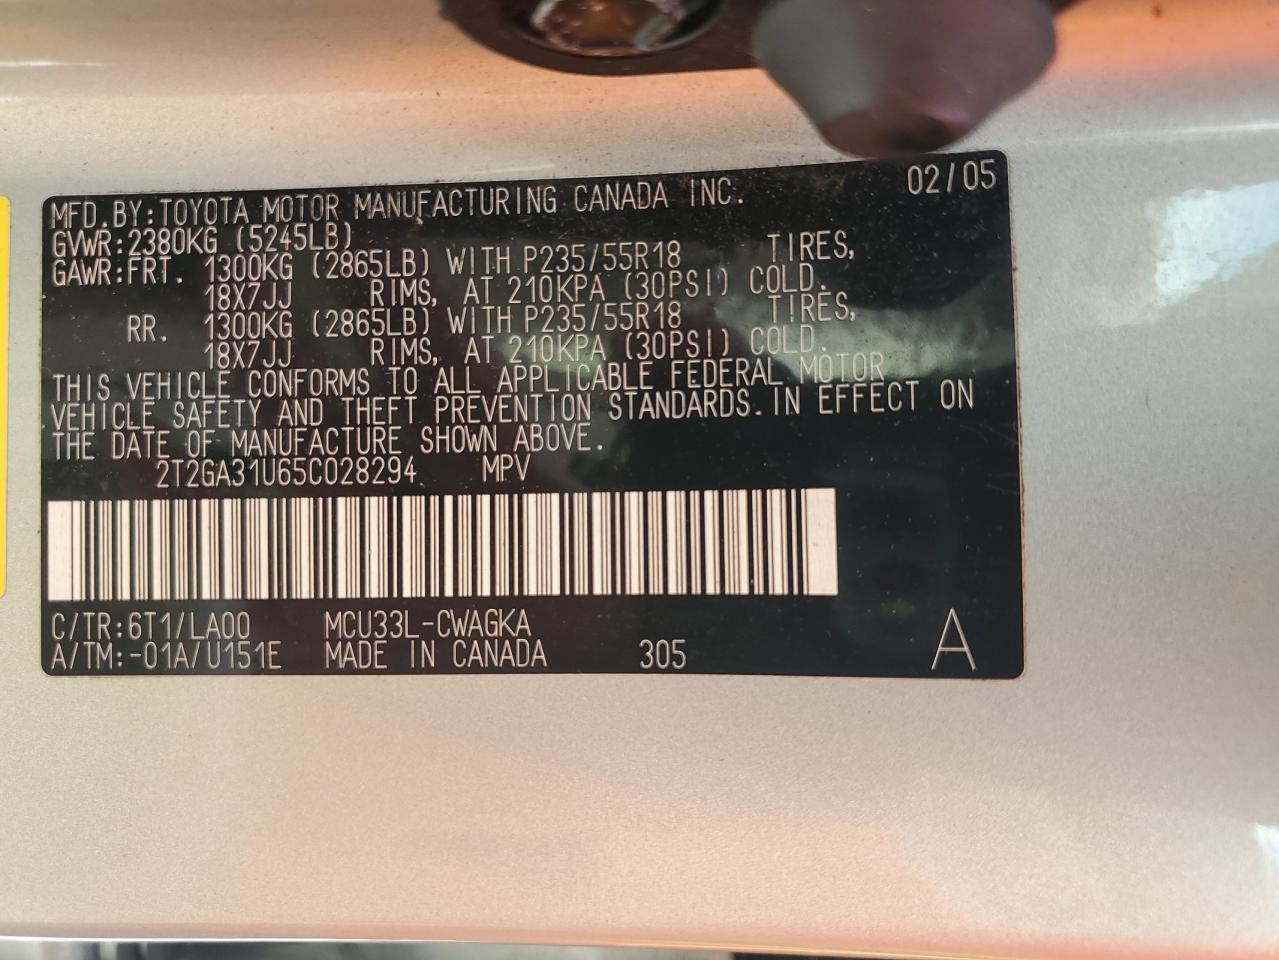 02/05
MFD.BY:TOYOTA MOTOR MANUFACTURING CANADA INC.
GVWR:2380KG (5245LB)
GAWR:FRT. 1300KG (2865LB) WITH P235/55R18 TIRES,
18X7JJ RIMS, AT 210KPA (30PSI) COLD.
RR. 1300KG (2865LB) WITH P235/55R18 TIRES,
18X7JJ RIMS, AT 210KPA (30PSI) COLD.
THIS VEHICLE CONFORMS TO ALL APPLICABLE FEDERAL MOTOR
VEHICLE SAFETY AND THEFT PREVENTION STANDARDS.IN EFFECT ON
THE DATE OF MANUFACTURE SHOWN ABOVE.
2T2GA31U65C028294 MPV
C/TR:6T1/LA00 MCU33L-CWAGKA
A/TM:-01A/U151E MADE IN CANADA 305 A